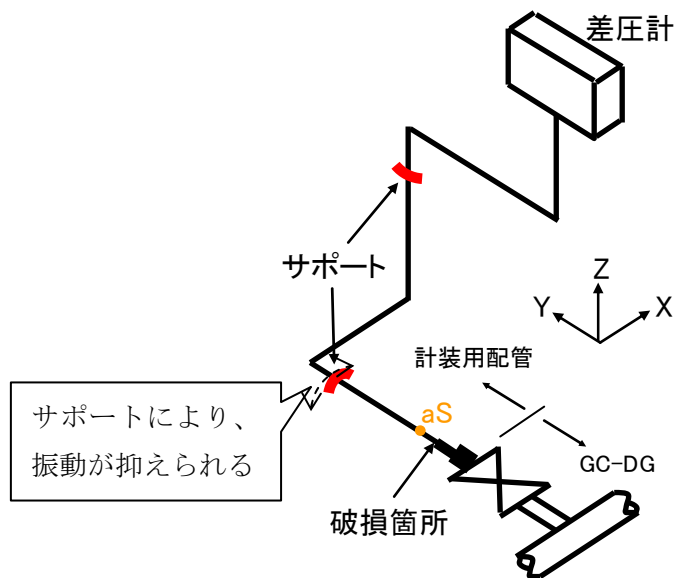 差圧計
サポート
Z
Y
X
計装用配管
サポートにより、
振動が抑えられる
aS
GC-DG
破損箇所